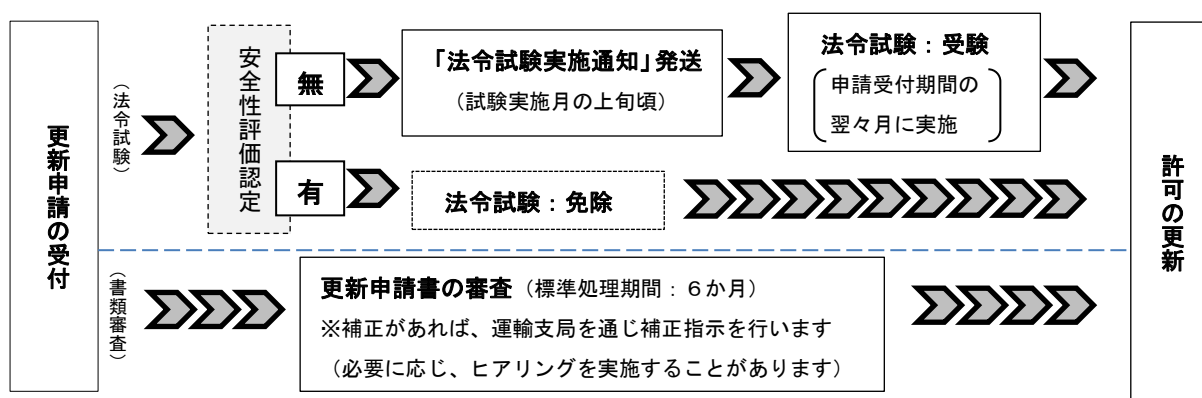 更新申請の受付
（法令試験）
安全性評価認定
無
「法令試験実施通知」発送
（試験実施月の上旬頃）
法令試験：受験
申請受付期間の
翌々月に実施
有
法令試験：免除
（書類審査）
更新申請書の審査（標準処理期間：６か月）
※補正があれば、運輸支局を通じ補正指示を行います
（必要に応じ、ヒアリングを実施することがあります）
許可の更新